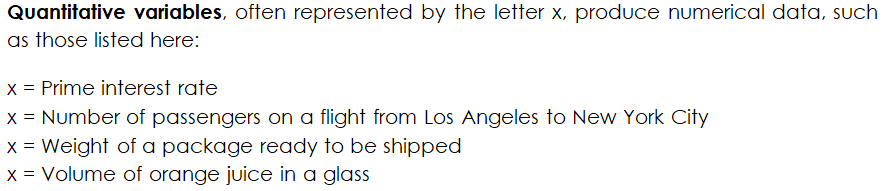 Quantitative variables, often represented by the letter x, produce numerical data, such
as those listed here:
x = Prime interest rate
x = Number of passengers on a flight from Los Angeles to New York City
x = Weight of a package ready to be shipped
x = Volume of orange juice in a glass